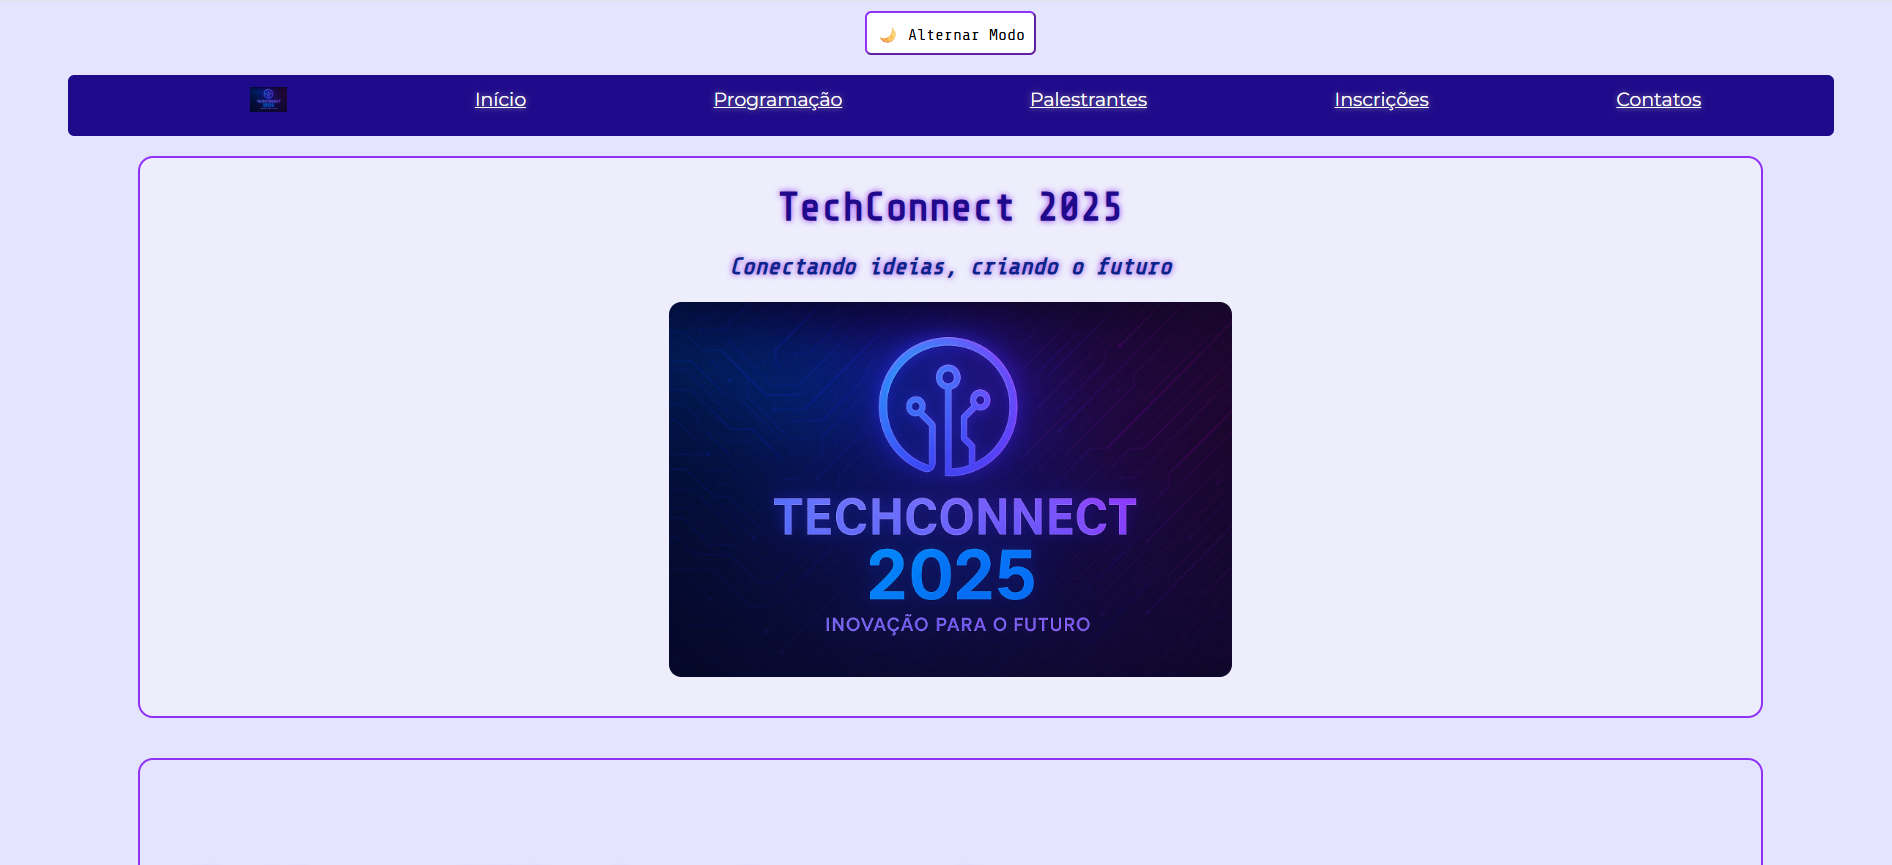 🌙 Alternar Modo
Início Programação Palestrantes Inscrições Contatos
TechConnect 2025
Conectando ideias, criando o futuro
TECHCONNECT
2025
INOVAÇÃO PARA O FUTURO